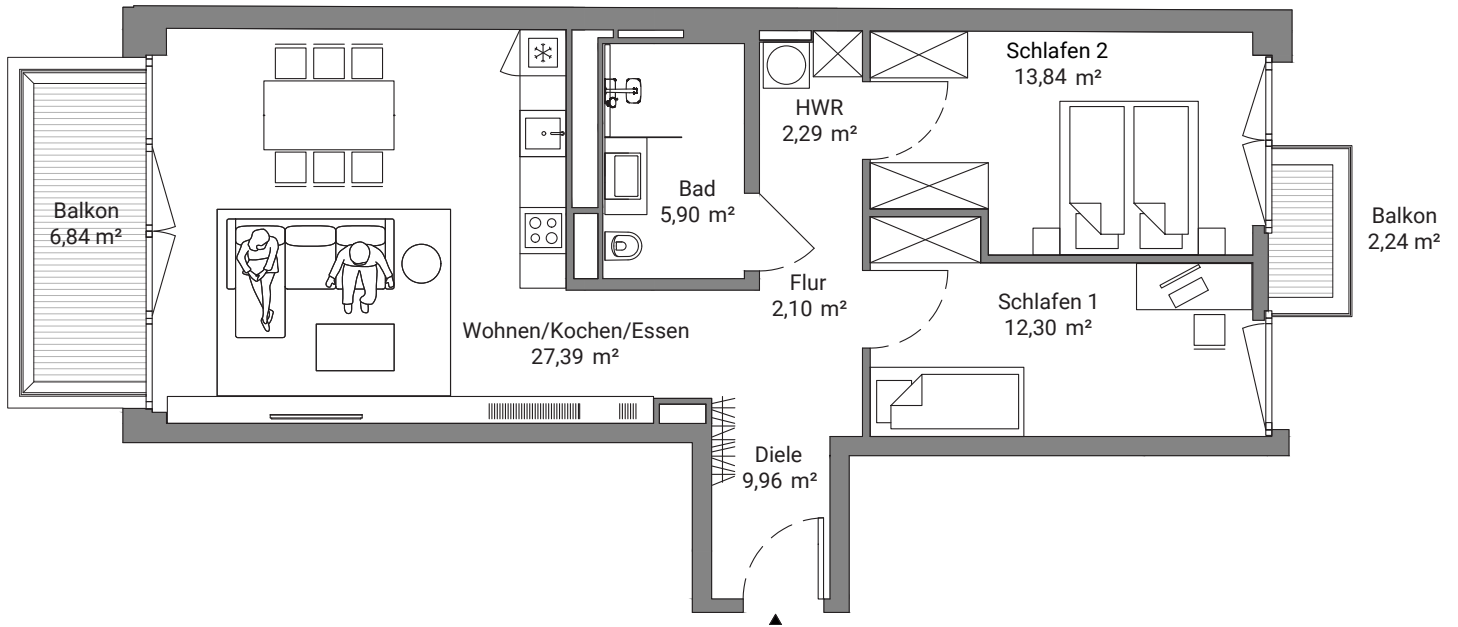 Balkon
6,84 m²
Wohnen/Kochen/Essen
27,39 m²
Bad
5,90 m²
HWR
2,29 m²
Flur
2,10 m²
Diele
9,96 m²
Schlafen 2
13,84 m²
Schlafen 1
12,30 m²
Balkon
2,24 m²